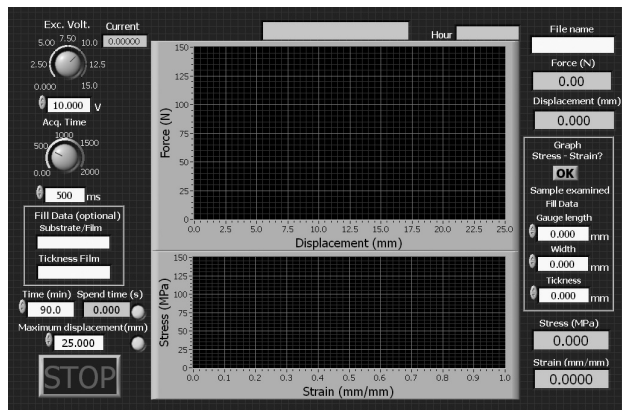 Exc. Volt.
Current
5.00 7.50 10.0
0.00000
2.50 12.5
0.000 15.0
10.000 V
Acq. Time
1000
500 1500
0 2000
500 ms
Fill Data (optional)
Substrate/Film
Tickness Film
Time (min) Spend time (s)
90.0 0.000
Maximum displacement(mm)
25.000
STOP
Hour
150
125
100
75
50
25
0
Force (N)
0.0 2.5 5.0 7.5 10.0 12.5 15.0 17.5 20.0 22.5 25.0
Displacement (mm)
150
125
100
75
50
25
0
Stress (MPa)
0.0 0.1 0.2 0.3 0.4 0.5 0.6 0.7 0.8 0.9 1.0
Strain (mm/mm)
File name
Force (N)
0.00
Displacement (mm)
0.000
Graph
Stress - Strain?
OK
Sample examined
Fill Data
Gauge length
0.000 mm
Width
0.000 mm
Tickness
0.000 mm
Stress (MPa)
0.000
Strain (mm/mm)
0.0000